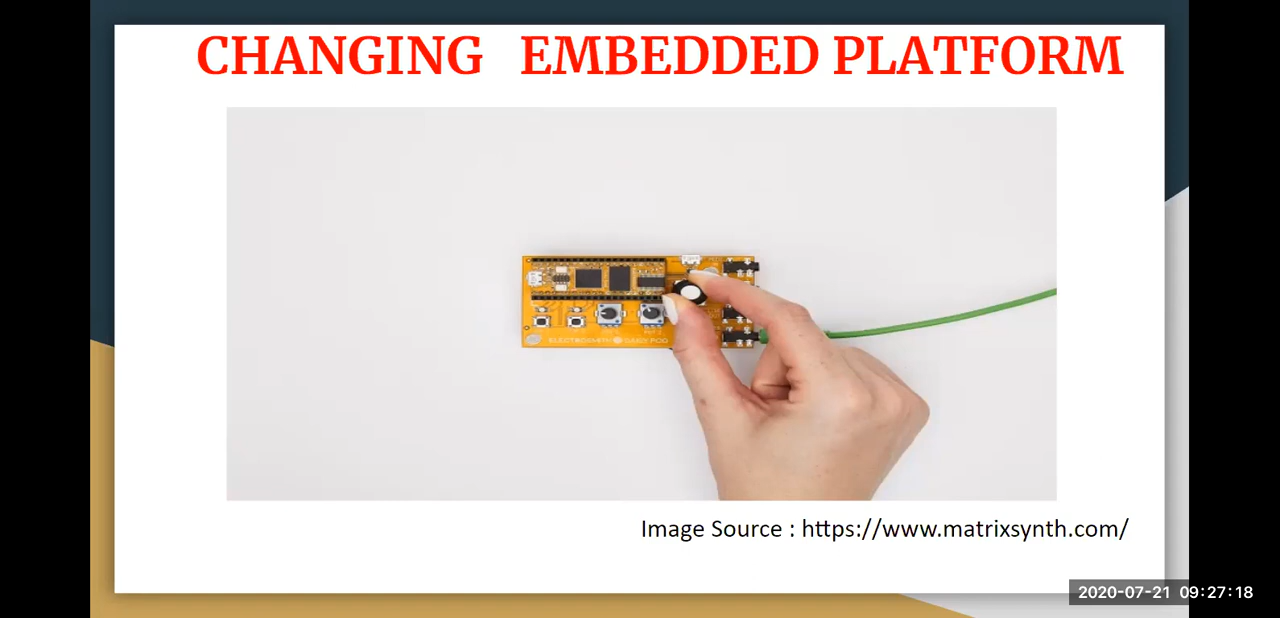 CHANGING EMBEDDED PLATFORM
ELECTROSMITH DAISY POD
Image Source : https://www.matrixsynth.com/
2020-07-21 09:27:18